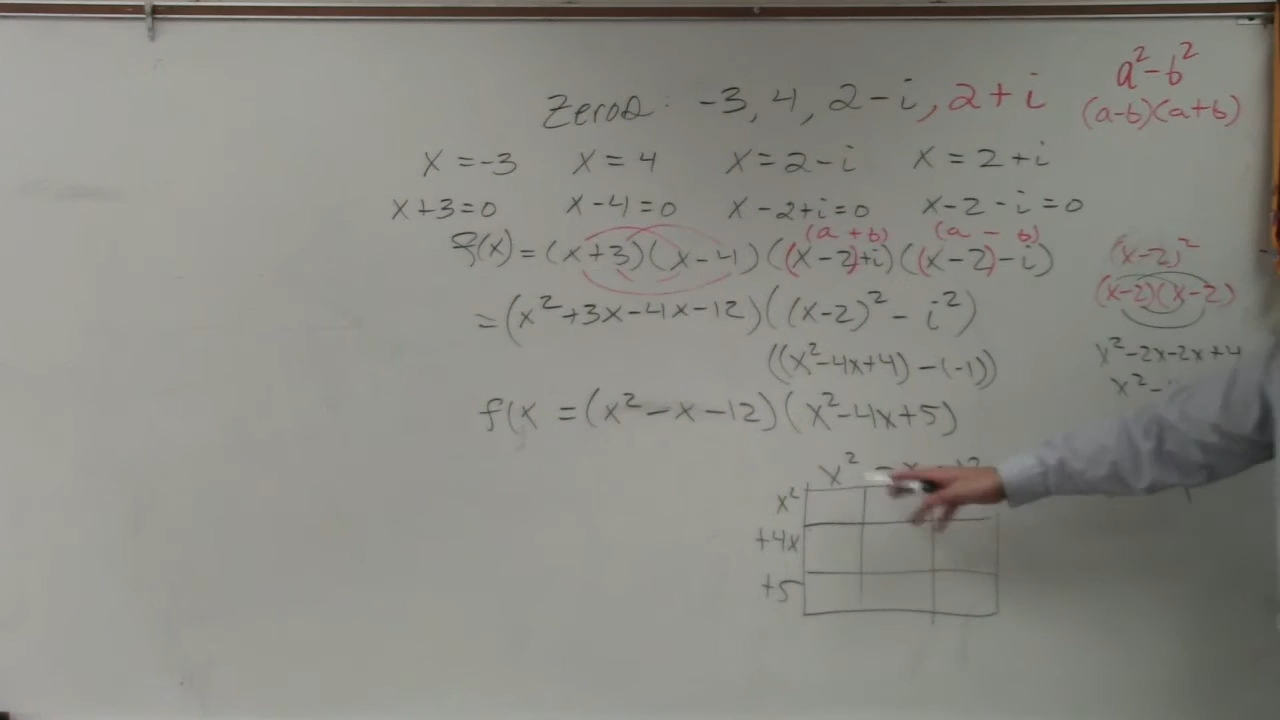 a²-b²
Zeros: -3, 4, 2-i, 2+i
(a-b)(a+b)
x=-3 x=4 x=2-i x=2+i
x+3=0 x-4=0 x-2+i=0 x-2-i=0
(a + b) (a - b)
f(x)=(x+3)(x-4)((x-2)+i)((x-2)-i)
(x-2)²
(x-2)(x-2)
=(x²+3x-4x-12)((x-2)²-i²)
((x²-4x+4)-(-1))
x²-2x-2x+4
x²-
f(x =(x²-x-12)(x²-4x+5)
x² -x -12
x²
+4x
+5